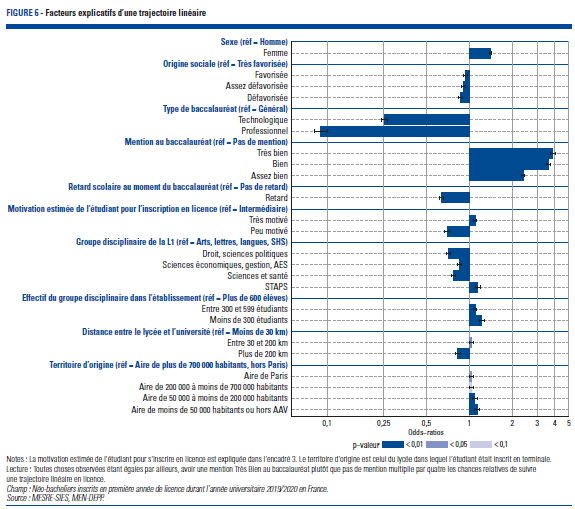 FIGURE 6 - Facteurs explicatifs d'une trajectoire linéaire
Sexe (réf = Homme)
Femme
Origine sociale (réf = Très favorisée)
Favorisée
Assez défavorisée
Défavorisée
Type de baccalauréat (réf = Général)
Technologique
Professionnel
Mention au baccalauréat (réf = Pas de mention)
Très bien
Bien
Assez bien
Retard scolaire au moment du baccalauréat (réf = Pas de retard)
Retard
Motivation estimée de l'étudiant pour l'inscription en licence (réf = Intermédiaire)
Très motivé
Peu motivé
Groupe disciplinaire de la L1 (réf = Arts, lettres, langues, SHS)
Droit, sciences politiques
Sciences économiques, gestion, AES
Sciences et santé
STAPS
Effectif du groupe disciplinaire dans l'établissement (réf = Plus de 600 élèves)
Entre 300 et 599 étudiants
Moins de 300 étudiants
Distance entre le lycée et l'université (réf = Moins de 30 km)
Entre 30 et 200 km
Plus de 200 km
Territoire d'origine (réf = Aire de plus de 700 000 habitants, hors Paris)
Aire de Paris
Aire de 200 000 à moins de 700 000 habitants
Aire de 50 000 à moins de 200 000 habitants
Aire de moins de 50 000 habitants ou hors AAV
0,1 0,25 0,5 1 2 3 4 5
Odds-ratios
p-valeur < 0,01 < 0,05 < 0,1
Notes : La motivation estimée de l'étudiant pour s'inscrire en licence est expliquée dans l'encadré 3. Le territoire d'origine est celui du lycée dans lequel l'étudiant était inscrit en terminale.
Lecture : Toutes choses observées étant égales par ailleurs, avoir une mention Très Bien au baccalauréat plutôt que pas de mention multiplie par quatre les chances relatives de suivre
une trajectoire linéaire en licence.
Champ : Néo-bacheliers inscrits en première année de licence durant l'année universitaire 2019/2020 en France.
Source : MESRE-SIES, MEN-DEPP.